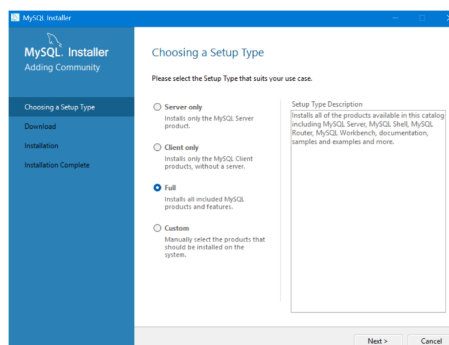 MySQL Installer
MySQL. Installer
Adding Community
Choosing a Setup Type
Download
Installation
Installation Complete
Choosing a Setup Type
Please select the Setup Type that suits your use case.
Server only
Installs only the MySQL Server
product.
Client only
Installs only the MySQL Client
products, without a server.
Full
Installs all included MySQL
products and features.
Custom
Manually select the products that
should be installed on the
system.
Setup Type Description
Installs all of the products available in this catalog
including MySQL Server, MySQL Shell, MySQL
Router, MySQL Workbench, documentation,
samples and examples and more.
Next >
Cancel